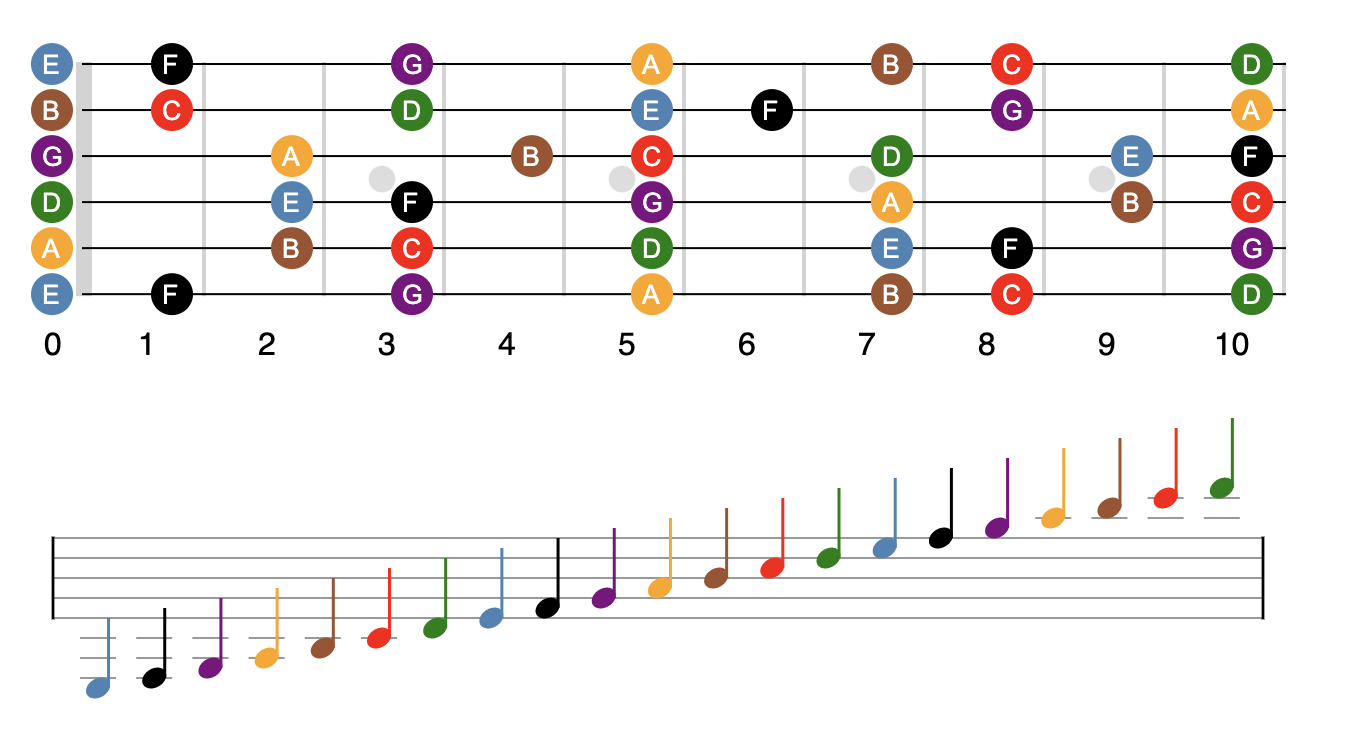 E F G A B C D
B C D E F G A
G A B C D E F
D E F G A B C
A B C D E F G
E F G A B C D
0 1 2 3 4 5 6 7 8 9 10